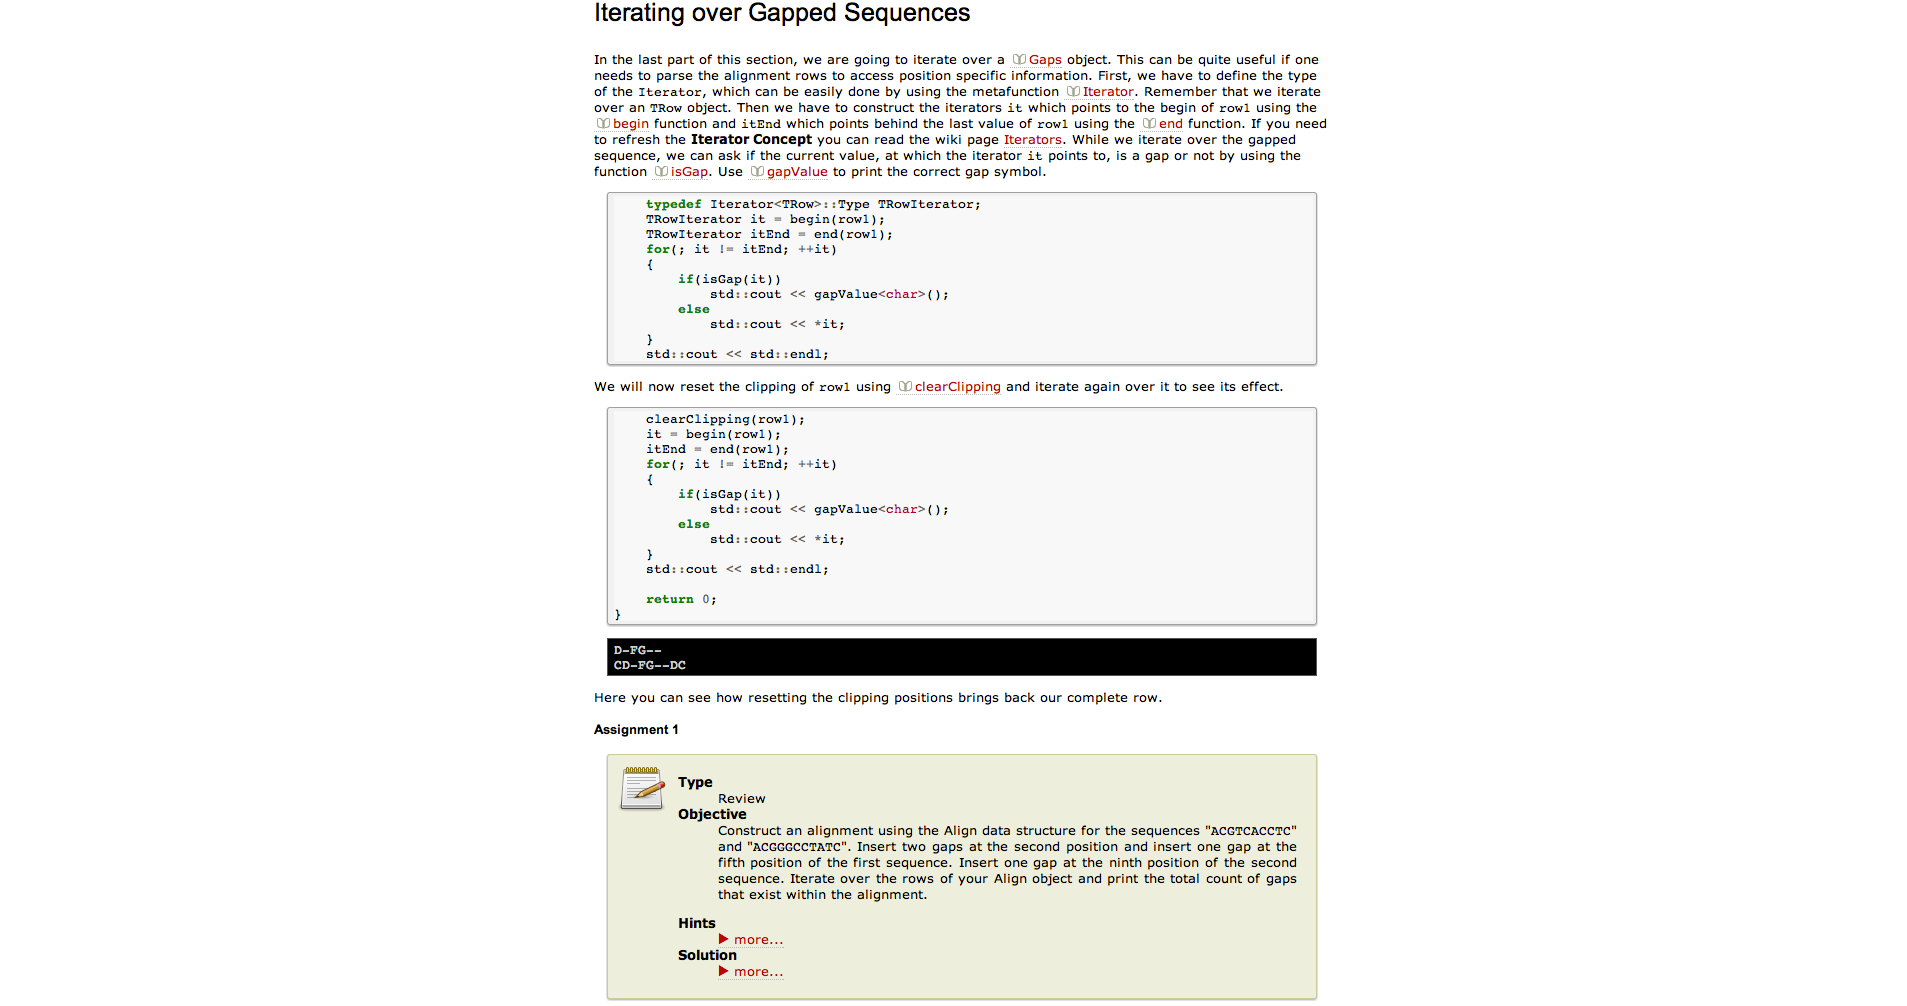 Iterating over Gapped Sequences
In the last part of this section, we are going to iterate over a Gaps object. This can be quite useful if one
needs to parse the alignment rows to access position specific information. First, we have to define the type
of the Iterator, which can be easily done by using the metafunction Iterator. Remember that we iterate
over an TRow object. Then we have to construct the iterators it which points to the begin of row1 using the
begin function and itEnd which points behind the last value of row1 using the end function. If you need
to refresh the Iterator Concept you can read the wiki page Iterators. While we iterate over the gapped
sequence, we can ask if the current value, at which the iterator it points to, is a gap or not by using the
function isGap. Use gapValue to print the correct gap symbol.
typedef Iterator<TRow>::Type TRowIterator;
TRowIterator it = begin(row1);
TRowIterator itEnd = end(row1);
for(; it != itEnd; ++it)
{
if(isGap(it))
std::cout << gapValue<char>();
else
std::cout << *it;
}
std::cout << std::endl;
We will now reset the clipping of row1 using clearClipping and iterate again over it to see its effect.
clearClipping(row1);
it = begin(row1);
itEnd = end(row1);
for(; it != itEnd; ++it)
{
if(isGap(it))
std::cout << gapValue<char>();
else
std::cout << *it;
}
std::cout << std::endl;
return 0;
}
D-FG--
CD-FG--DC
Here you can see how resetting the clipping positions brings back our complete row.
Assignment 1
Type
Review
Objective
Construct an alignment using the Align data structure for the sequences "ACGTCACCTC"
and "ACGGGCCTATC". Insert two gaps at the second position and insert one gap at the
fifth position of the first sequence. Insert one gap at the ninth position of the second
sequence. Iterate over the rows of your Align object and print the total count of gaps
that exist within the alignment.
Hints
more...
Solution
more...